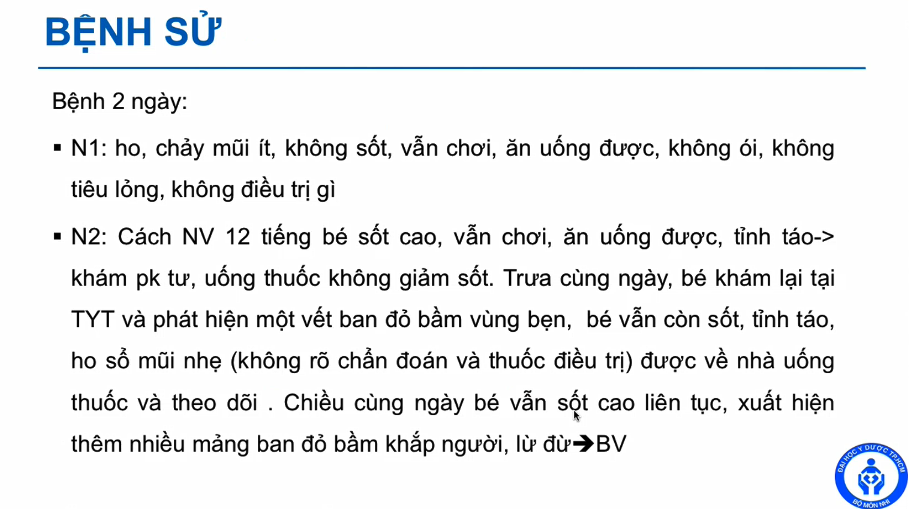 BỆNH SỬ
Bệnh 2 ngày:
▪ N1: ho, chảy mũi ít, không sốt, vẫn chơi, ăn uống được, không ói, không
tiêu lỏng, không điều trị gì
▪ N2: Cách NV 12 tiếng bé sốt cao, vẫn chơi, ăn uống được, tỉnh táo->
khám pk tư, uống thuốc không giảm sốt. Trưa cùng ngày, bé khám lại tại
TYT và phát hiện một vết ban đỏ bầm vùng bẹn, bé vẫn còn sốt, tỉnh táo,
ho sổ mũi nhẹ (không rõ chẩn đoán và thuốc điều trị) được về nhà uống
thuốc và theo dõi . Chiều cùng ngày bé vẫn sốt cao liên tục, xuất hiện
thêm nhiều mảng ban đỏ bầm khắp người, lừ đừ➔BV
ĐẠI HỌC Y DƯỢC TP.HCM
BỘ MÔN NHI